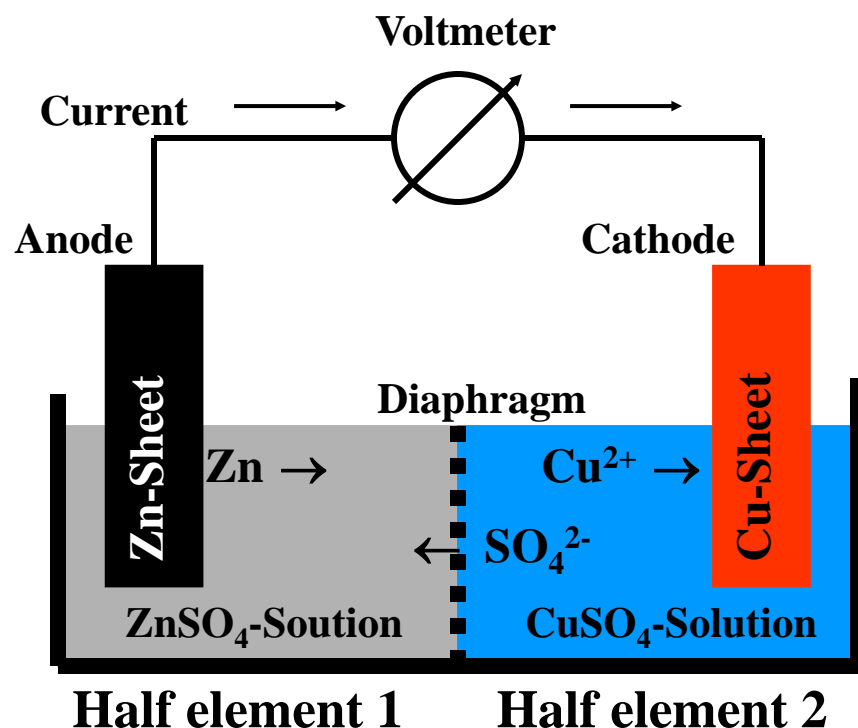 Voltmeter
Current
Anode
Cathode
Zn-Sheet
Diaphragm
Cu-Sheet
Zn →
Cu²⁺ →
← SO₄²⁻
ZnSO₄-Soution
CuSO₄-Solution
Half element 1
Half element 2